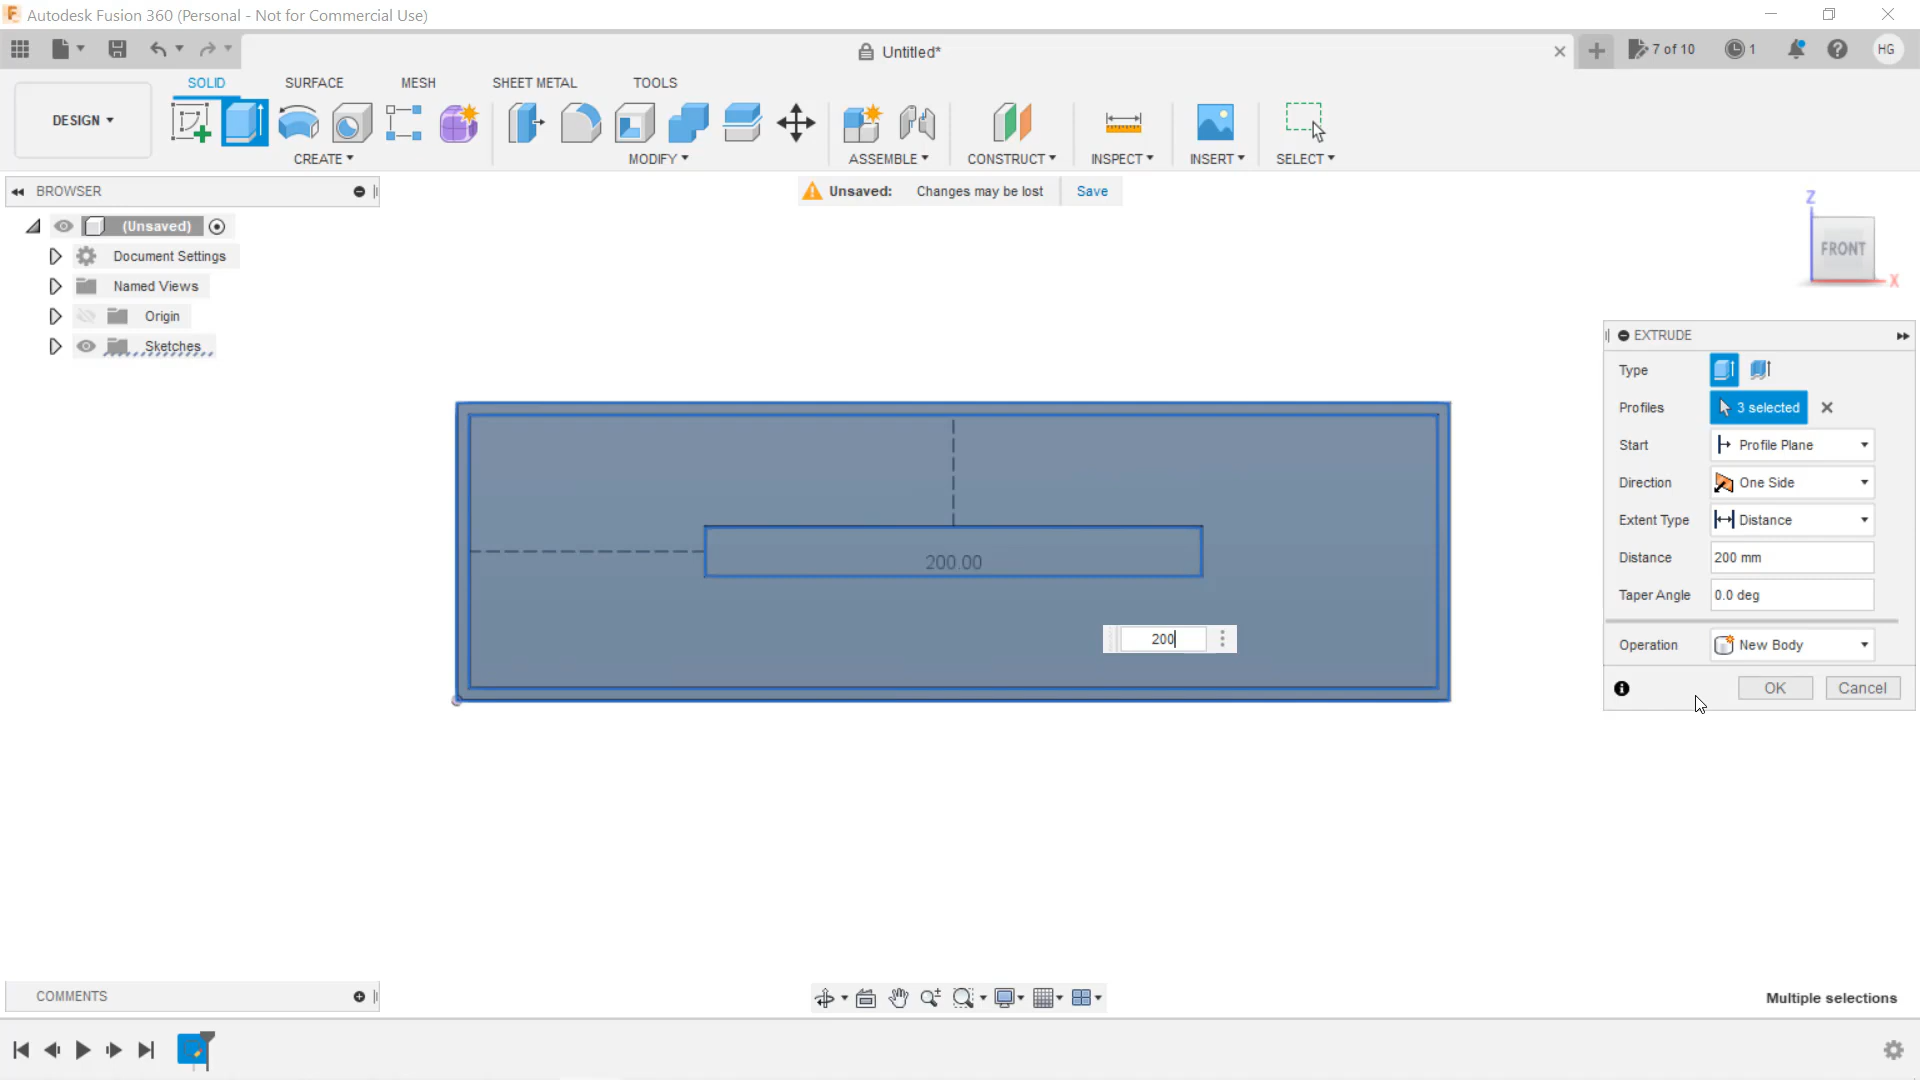 Autodesk Fusion 360 (Personal - Not for Commercial Use)
Untitled*
7 of 10
1
HG
DESIGN
SOLID
SURFACE
MESH
SHEET METAL
TOOLS
CREATE
MODIFY
ASSEMBLE
CONSTRUCT
INSPECT
INSERT
SELECT
BROWSER
Unsaved: Changes may be lost Save
(Unsaved)
Document Settings
Named Views
Origin
Sketches
Z
FRONT
X
EXTRUDE
Type
Profiles 3 selected
Start Profile Plane
Direction One Side
Extent Type Distance
Distance 200 mm
Taper Angle 0.0 deg
Operation New Body
OK Cancel
200.00
200
COMMENTS
Multiple selections